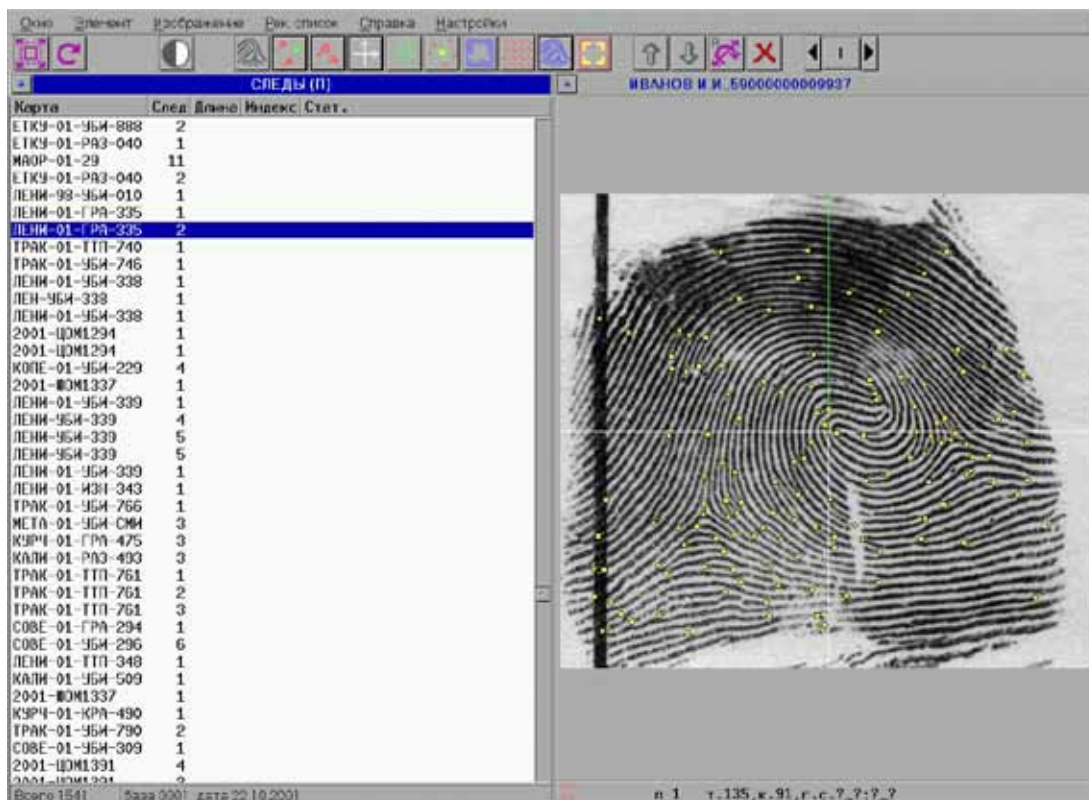 Окно Элемент Изображение Рек. список Справка Настройки
СЛЕДЫ (П)
ИВАНОВ И.И.,59000000009937
Карта След Длина Индекс Стат.
ЕТКУ-01-УБИ-888 2
ЕТКУ-01-РАЗ-040 1
МАОР-01-29 11
ЕТКУ-01-РАЗ-040 2
ЛЕНИ-98-УБИ-010 1
ЛЕНИ-01-ГРА-335 1
ЛЕНИ-01-ГРА-335 2
ТРАК-01-ТТП-740 1
ТРАК-01-УБИ-746 1
ЛЕНИ-01-УБИ-338 1
ЛЕН-УБИ-338 1
ЛЕНИ-01-УБИ-338 1
2001-ЦОМ1294 1
2001-ЦОМ1294 1
КОПЕ-01-УБИ-229 4
2001-ШОМ1337 1
ЛЕНИ-01-УБИ-339 1
ЛЕНИ-УБИ-339 4
ЛЕНИ-УБИ-339 5
ЛЕНИ-УБИ-339 5
ЛЕНИ-01-УБИ-339 1
ЛЕНИ-01-ИЗН-343 1
ТРАК-01-УБИ-766 1
МЕТА-01-УБИ-СМИ 3
КУРЧ-01-ГРА-475 3
КАЛИ-01-РАЗ-493 3
ТРАК-01-ТТП-761 1
ТРАК-01-ТТП-761 2
ТРАК-01-ТТП-761 3
СОВЕ-01-ГРА-294 1
СОВЕ-01-УБИ-296 6
ЛЕНИ-01-ТТП-348 1
КАЛИ-01-УБИ-509 1
2001-ШОМ1337 1
КУРЧ-01-КРА-490 1
ТРАК-01-УБИ-790 2
СОВЕ-01-УБИ-309 1
2001-ЦОМ1391 4
2001-ЦОМ1391
Всего 1541 база 3001 дата 22.10.2001
п 1 т.135,к.91,г.с.?_?:?_?